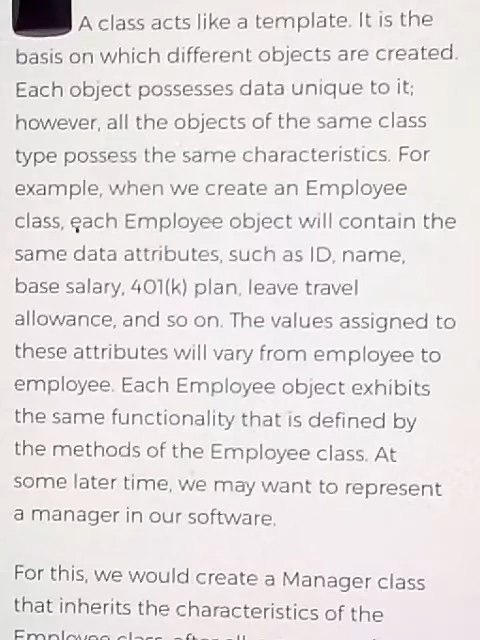 A class acts like a template. It is the
basis on which different objects are created.
Each object possesses data unique to it;
however, all the objects of the same class
type possess the same characteristics. For
example, when we create an Employee
class, each Employee object will contain the
same data attributes, such as ID, name,
base salary, 401(k) plan, leave travel
allowance, and so on. The values assigned to
these attributes will vary from employee to
employee. Each Employee object exhibits
the same functionality that is defined by
the methods of the Employee class. At
some later time, we may want to represent
a manager in our software.
For this, we would create a Manager class
that inherits the characteristics of the
Employee class, after all,